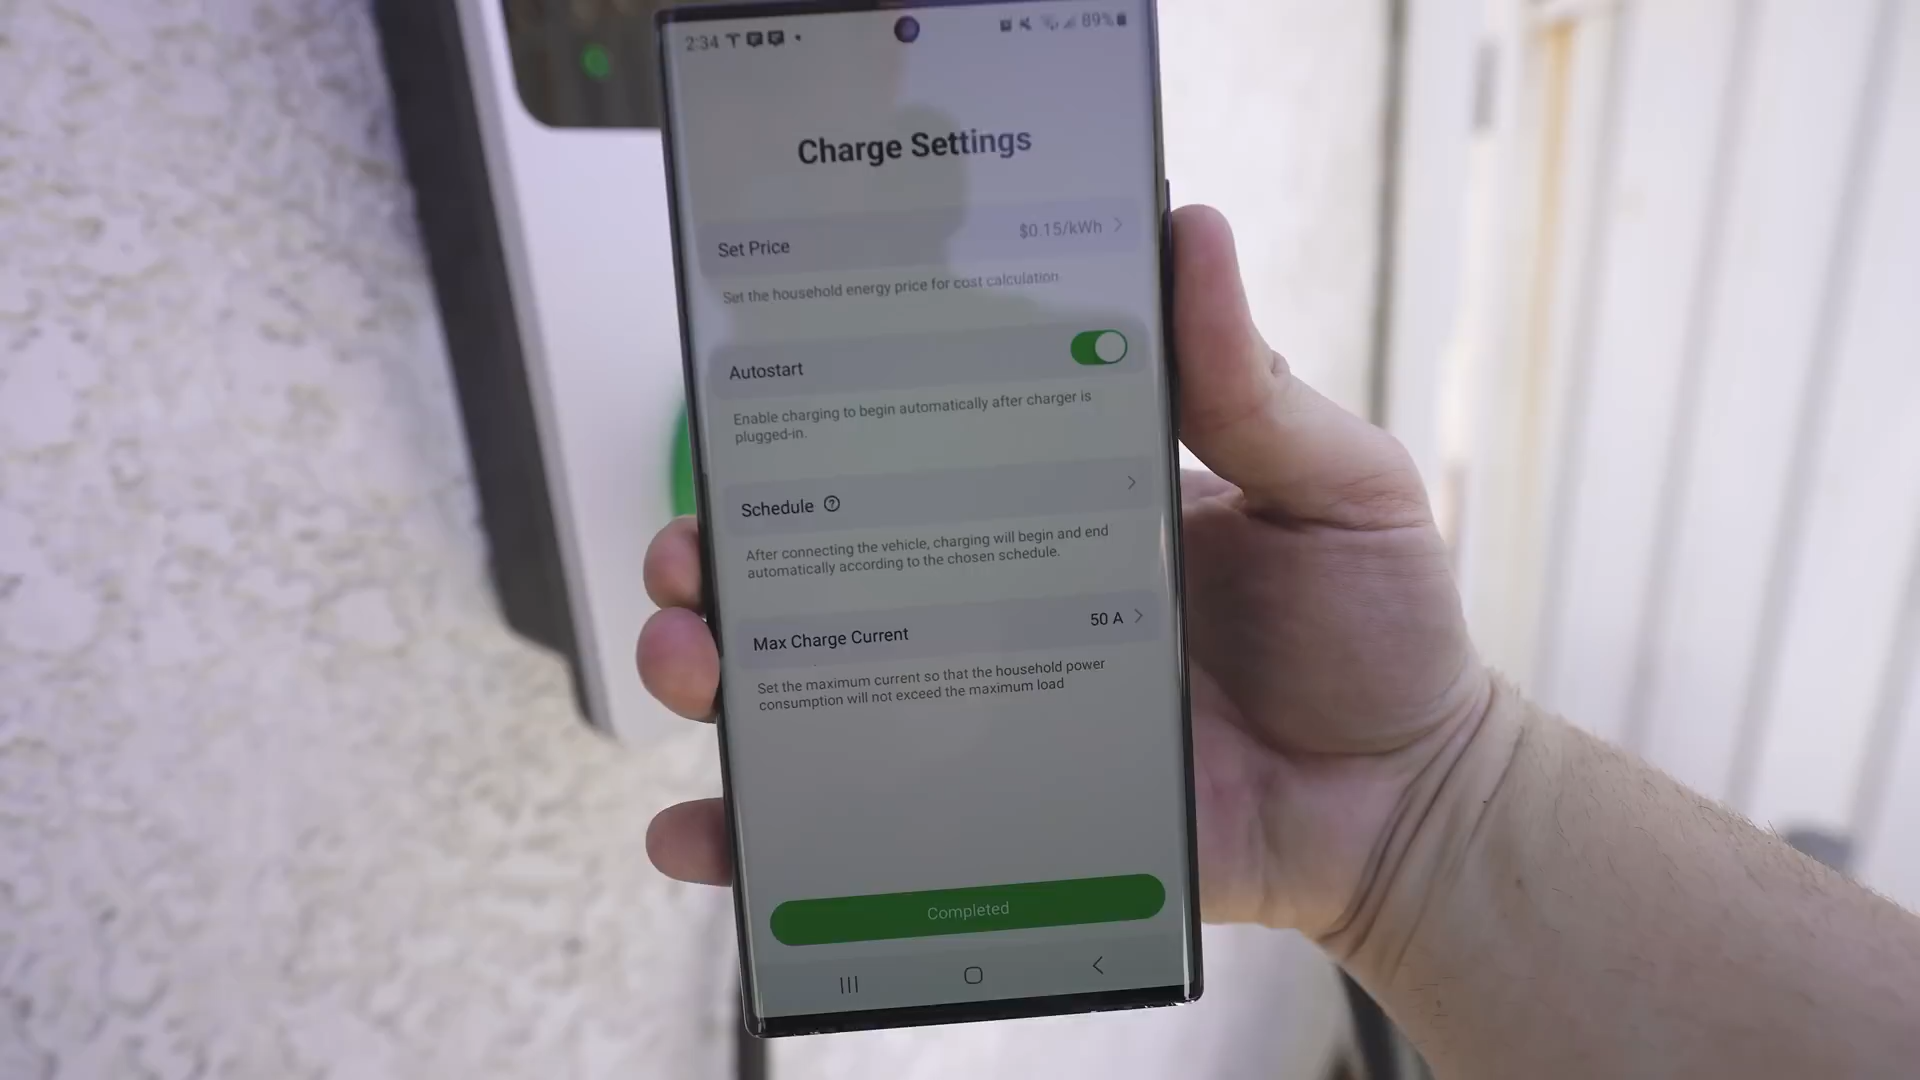 2:34
89%
Charge Settings
Set Price
$0.15/kWh
Set the household energy price for cost calculation
Autostart
Enable charging to begin automatically after charger is
plugged-in.
Schedule
After connecting the vehicle, charging will begin and end
automatically according to the chosen schedule.
Max Charge Current
50 A
Set the maximum current so that the household power
consumption will not exceed the maximum load
Completed